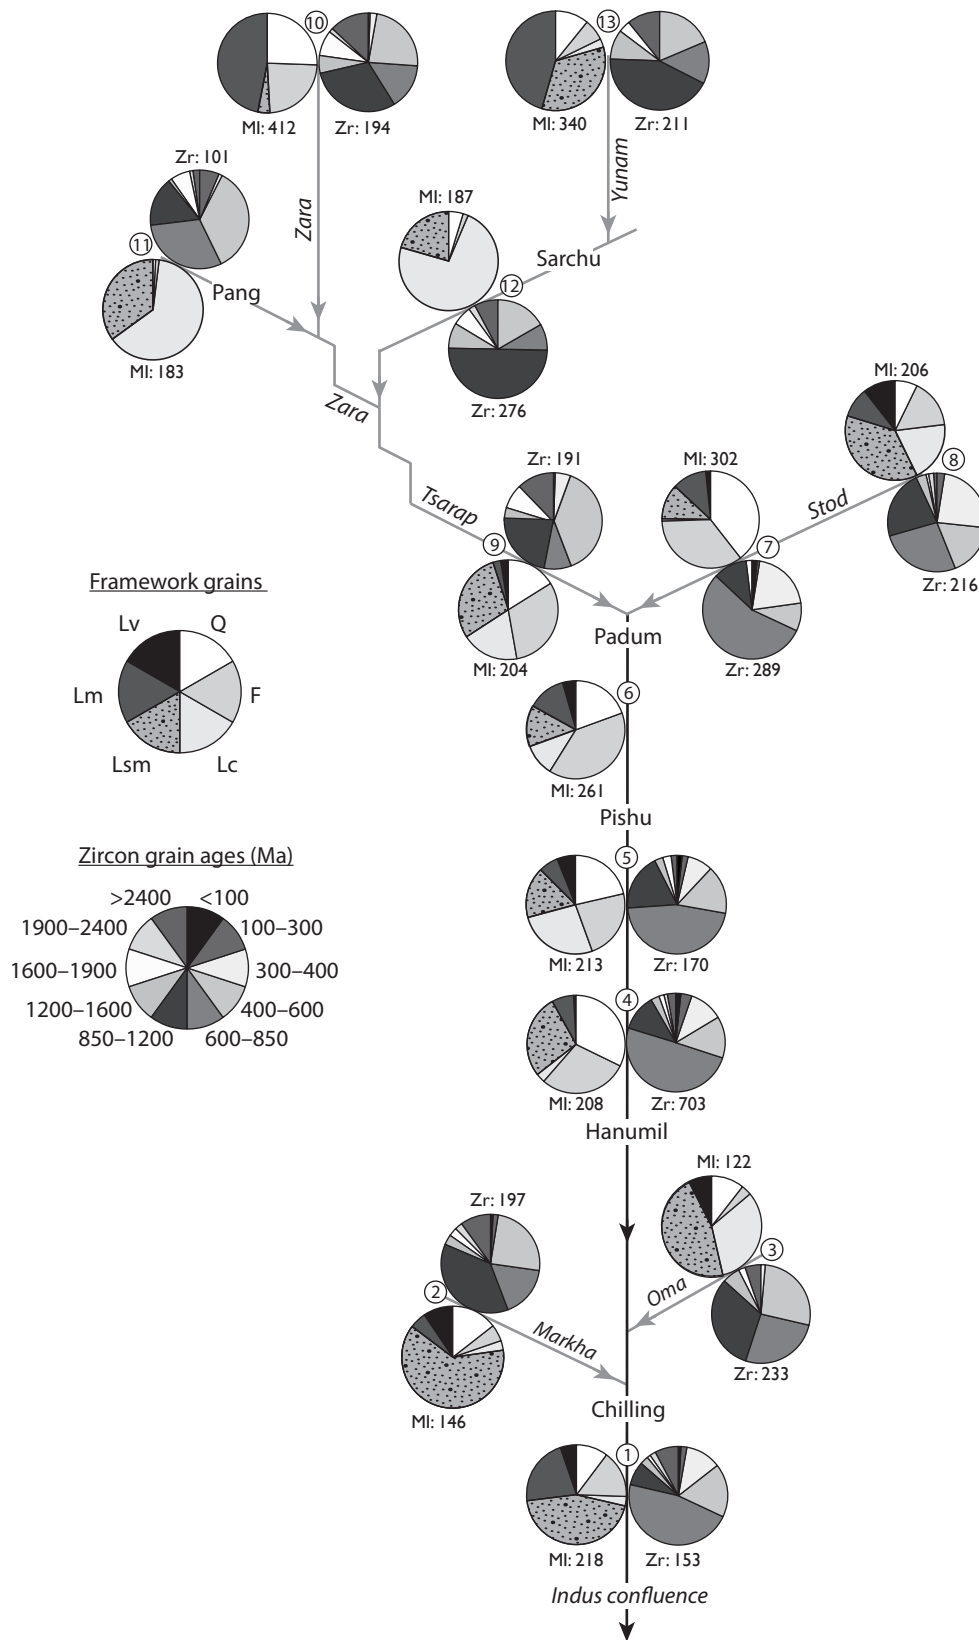 10
13
MI: 412
Zr: 194
MI: 340
Zr: 211
Zr: 101
Zara
Yunam
MI: 187
11
Sarchu
12
Pang
MI: 183
Zara
Zr: 276
MI: 206
8
Zr: 191
MI: 302
Tsarap
Stod
9
7
Zr: 216
Padum
MI: 204
Zr: 289
Framework grains
Lv
Q
Lm
F
Lsm
Lc
6
MI: 261
Pishu
Zircon grain ages (Ma)
>2400
<100
1900–2400
100–300
1600–1900
300–400
1200–1600
400–600
850–1200
600–850
5
MI: 213
Zr: 170
4
MI: 208
Zr: 703
Hanumil
MI: 122
Zr: 197
3
2
Oma
Markha
Zr: 233
MI: 146
Chilling
1
MI: 218
Zr: 153
Indus confluence